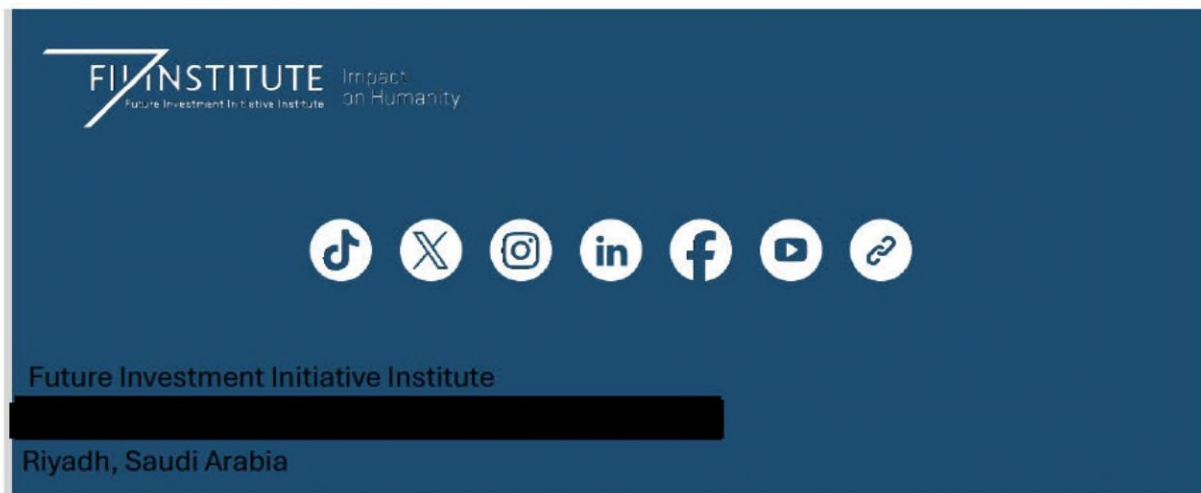 FII INSTITUTE
Future Investment Initiative Institute
Impact
on Humanity
Future Investment Initiative Institute
Riyadh, Saudi Arabia